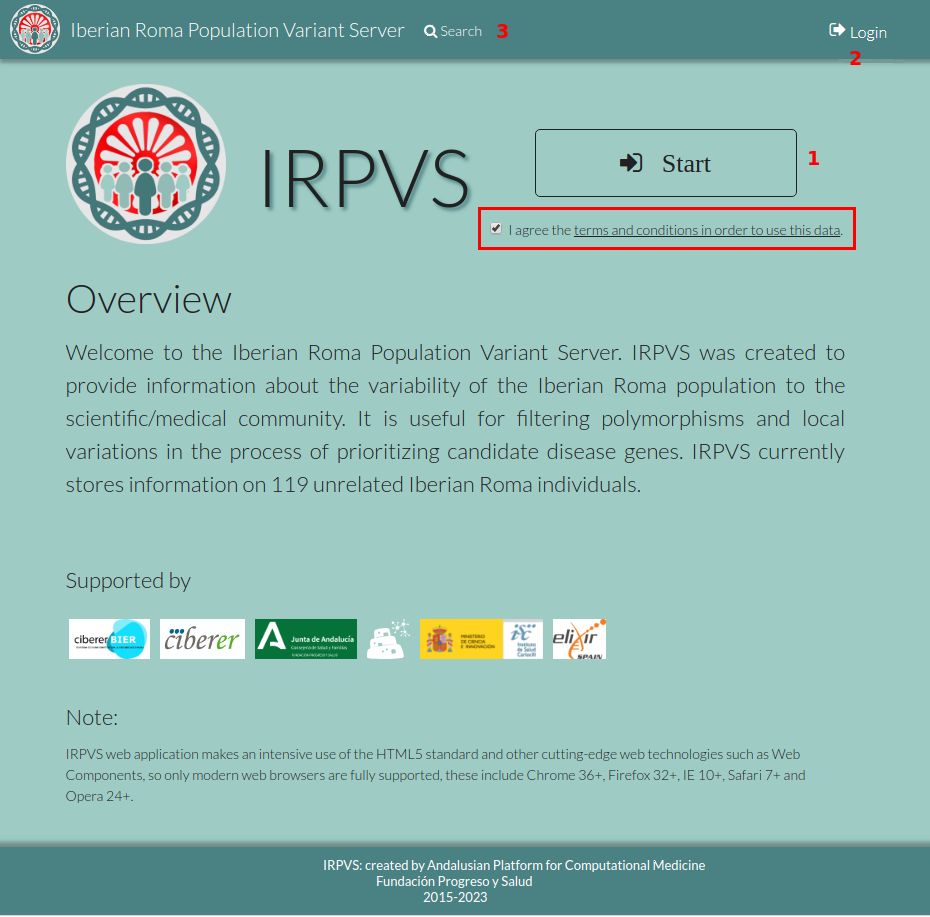 Iberian Roma Population Variant Server Search 3 Login
2
IRPVS
Start 1
I agree the terms and conditions in order to use this data.
Overview
Welcome to the Iberian Roma Population Variant Server. IRPVS was created to
provide information about the variability of the Iberian Roma population to the
scientific/medical community. It is useful for filtering polymorphisms and local
variations in the process of prioritizing candidate disease genes. IRPVS currently
stores information on 119 unrelated Iberian Roma individuals.
Supported by
ciberer BIER
ciberer
Junta de Andalucía
Consejería de Salud y Familias
FUNDACIÓN PROGRESO Y SALUD
MINISTERIO
DE CIENCIA
E INNOVACIÓN
Instituto
de Salud
Carlos III
elixir
SPAIN
Note:
IRPVS web application makes an intensive use of the HTML5 standard and other cutting-edge web technologies such as Web
Components, so only modern web browsers are fully supported, these include Chrome 36+, Firefox 32+, IE 10+, Safari 7+ and
Opera 24+.
IRPVS: created by Andalusian Platform for Computational Medicine
Fundación Progreso y Salud
2015-2023